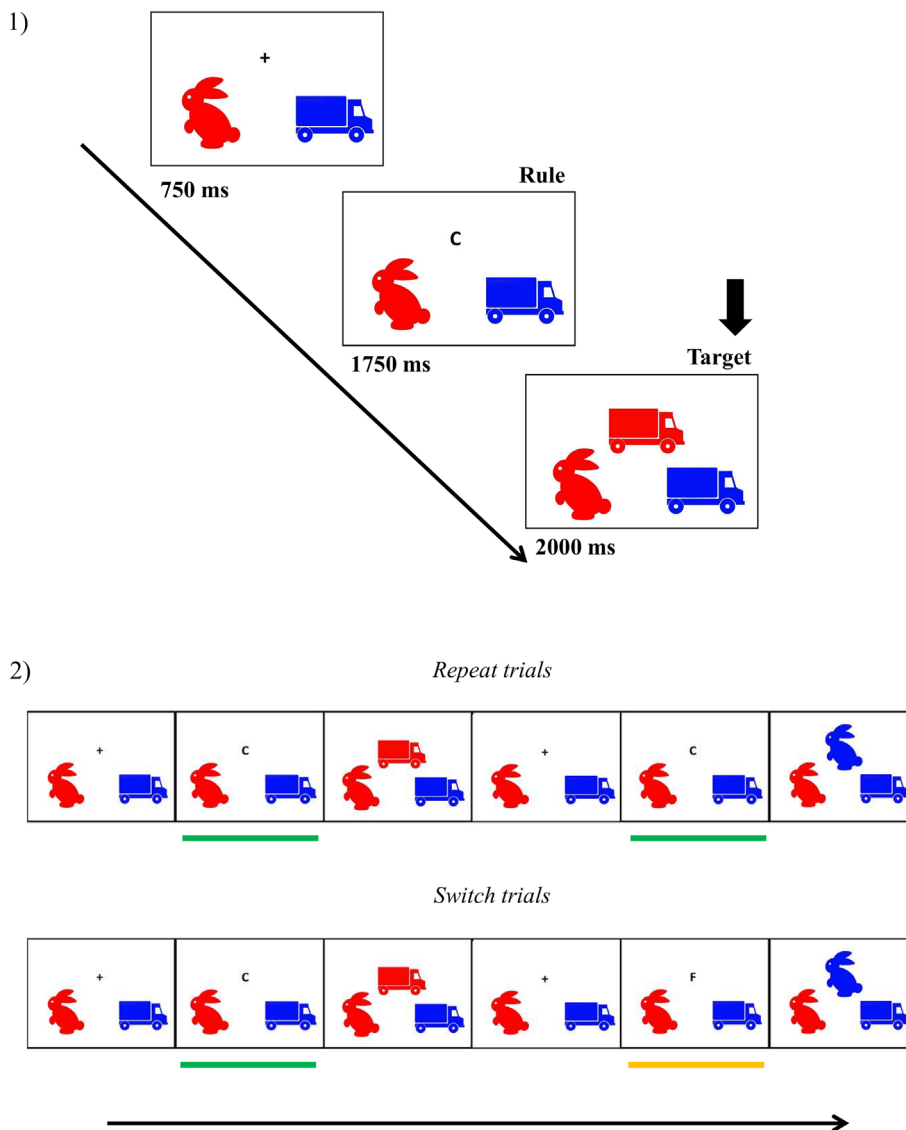 1)
+
750 ms
Rule
C
1750 ms
Target
2000 ms
2)
Repeat trials
+ C + C
Switch trials
+ C + F